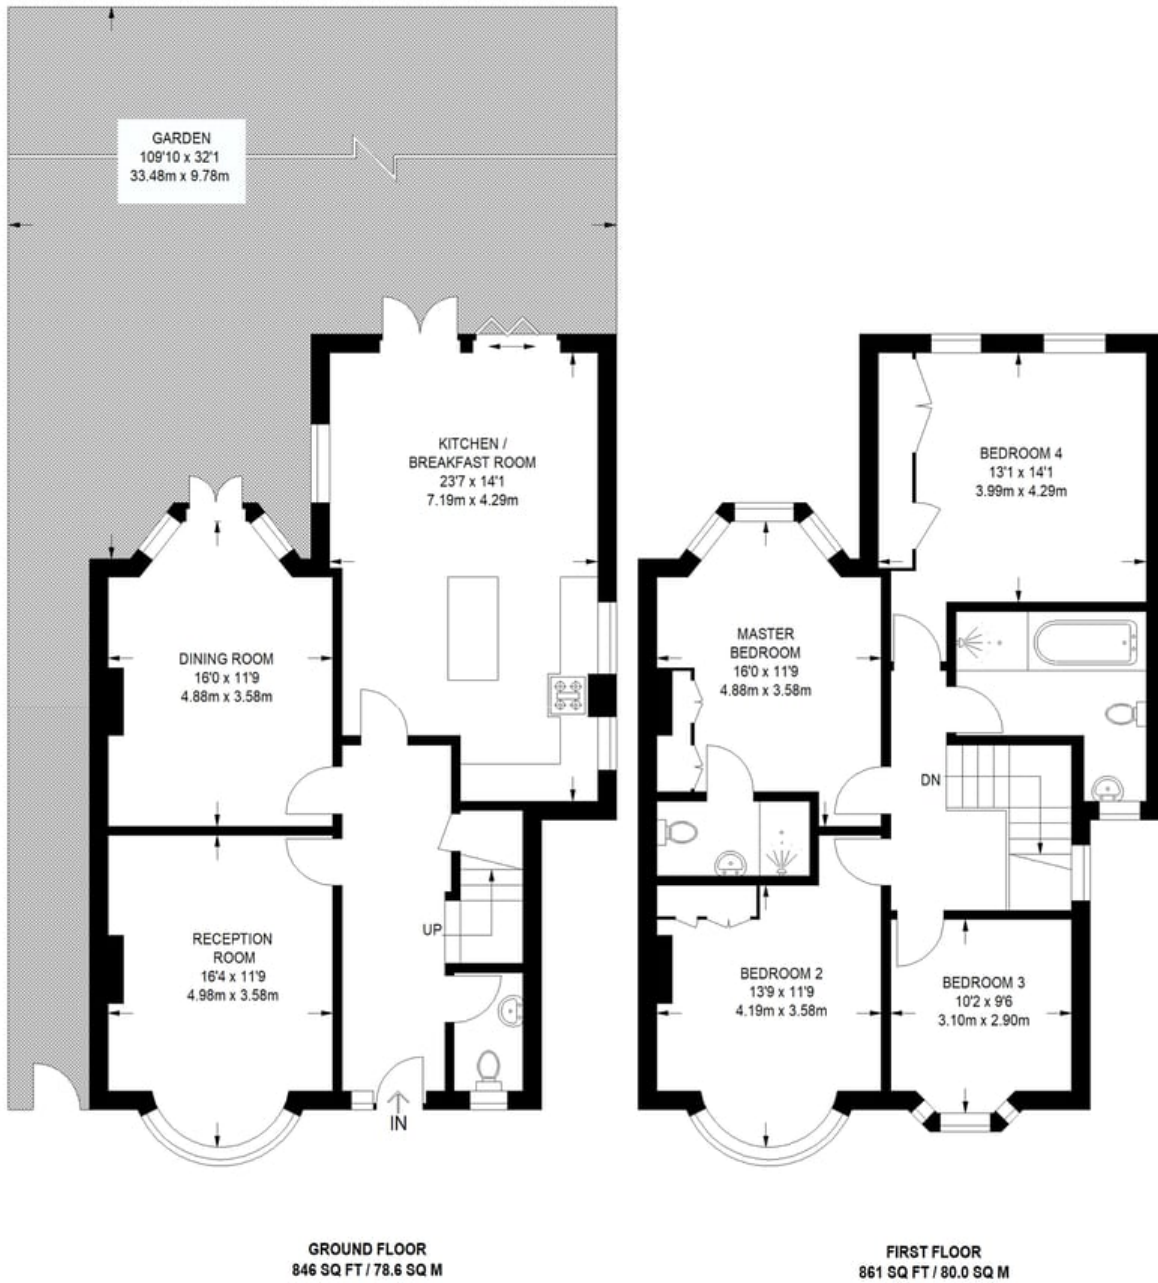 GARDEN
109'10 x 32'1
33.48m x 9.78m
KITCHEN /
BREAKFAST ROOM
23'7 x 14'1
7.19m x 4.29m
DINING ROOM
16'0 x 11'9
4.88m x 3.58m
RECEPTION
ROOM
16'4 x 11'9
4.98m x 3.58m
UP
IN
GROUND FLOOR
846 SQ FT / 78.6 SQ M
BEDROOM 4
13'1 x 14'1
3.99m x 4.29m
MASTER
BEDROOM
16'0 x 11'9
4.88m x 3.58m
DN
BEDROOM 2
13'9 x 11'9
4.19m x 3.58m
BEDROOM 3
10'2 x 9'6
3.10m x 2.90m
FIRST FLOOR
861 SQ FT / 80.0 SQ M